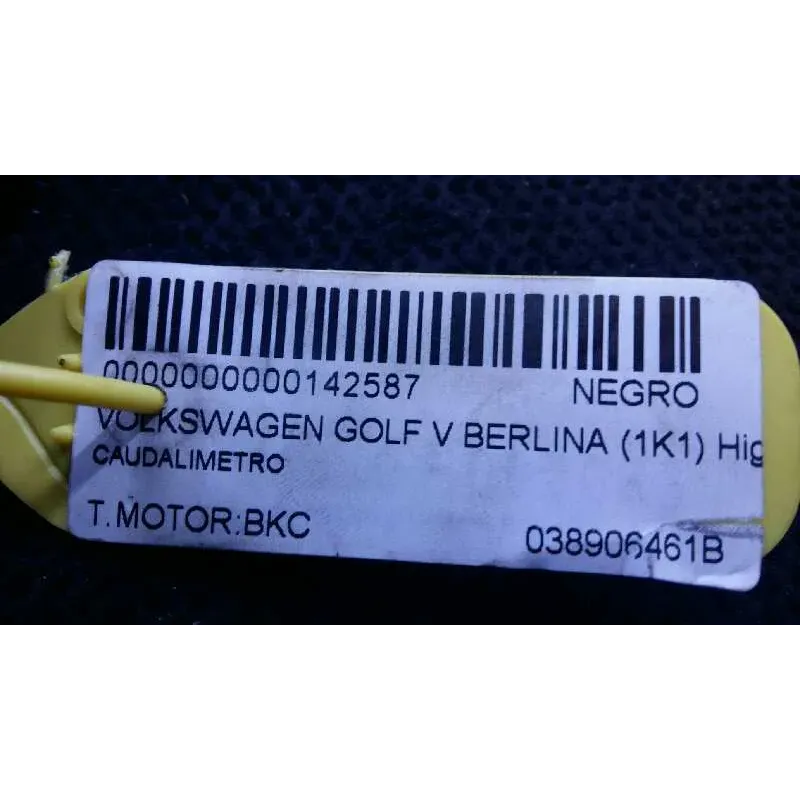 0000000000142587 NEGRO
VOLKSWAGEN GOLF V BERLINA (1K1) Hig
CAUDALIMETRO
T.MOTOR:BKC 038906461B